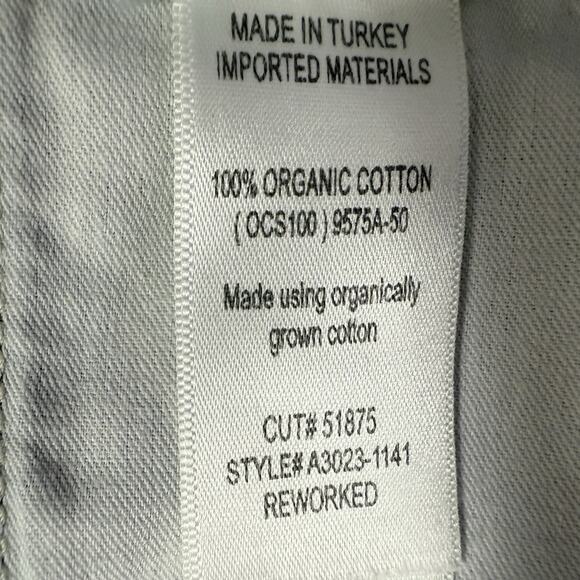 MADE IN TURKEY
IMPORTED MATERIALS
100% ORGANIC COTTON
( OCS100 ) 9575A-50
Made using organically
grown cotton
CUT# 51875
STYLE# A3023-1141
REWORKED